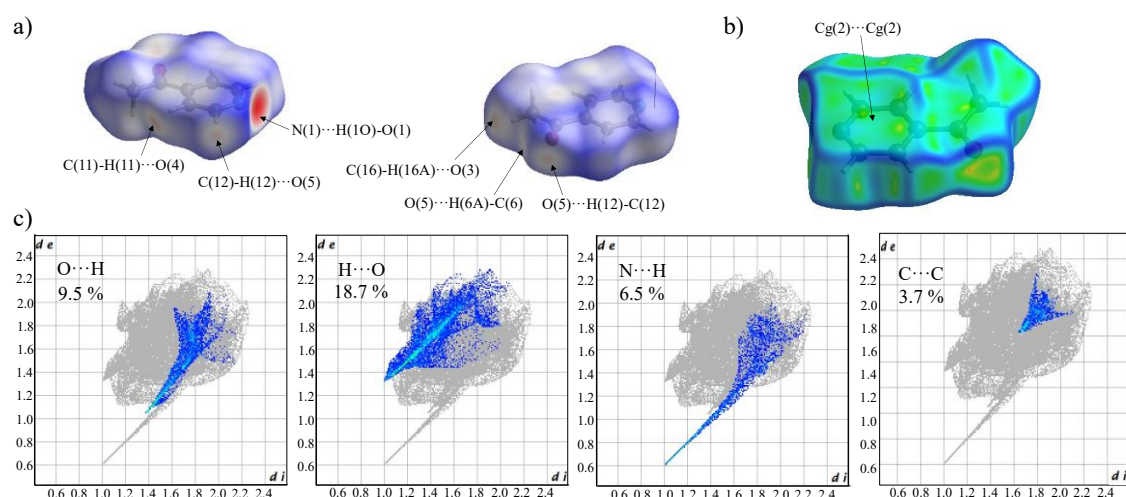 a)
N(1)⋯H(1O)-O(1)
C(11)-H(11)⋯O(4)
C(12)-H(12)⋯O(5)
C(16)-H(16A)⋯O(3)
O(5)⋯H(6A)-C(6)
O(5)⋯H(12)-C(12)
b)
Cg(2)⋯Cg(2)
c)
d e
2.4
2.2
2.0
1.8
1.6
1.4
1.2
1.0
0.8
0.6
O⋯H
9.5 %
d i
0.6 0.8 1.0 1.2 1.4 1.6 1.8 2.0 2.2 2.4
d e
2.4
2.2
2.0
1.8
1.6
1.4
1.2
1.0
0.8
0.6
H⋯O
18.7 %
d i
0.6 0.8 1.0 1.2 1.4 1.6 1.8 2.0 2.2 2.4
d e
2.4
2.2
2.0
1.8
1.6
1.4
1.2
1.0
0.8
0.6
N⋯H
6.5 %
d i
0.6 0.8 1.0 1.2 1.4 1.6 1.8 2.0 2.2 2.4
d e
2.4
2.2
2.0
1.8
1.6
1.4
1.2
1.0
0.8
0.6
C⋯C
3.7 %
d i
0.6 0.8 1.0 1.2 1.4 1.6 1.8 2.0 2.2 2.4